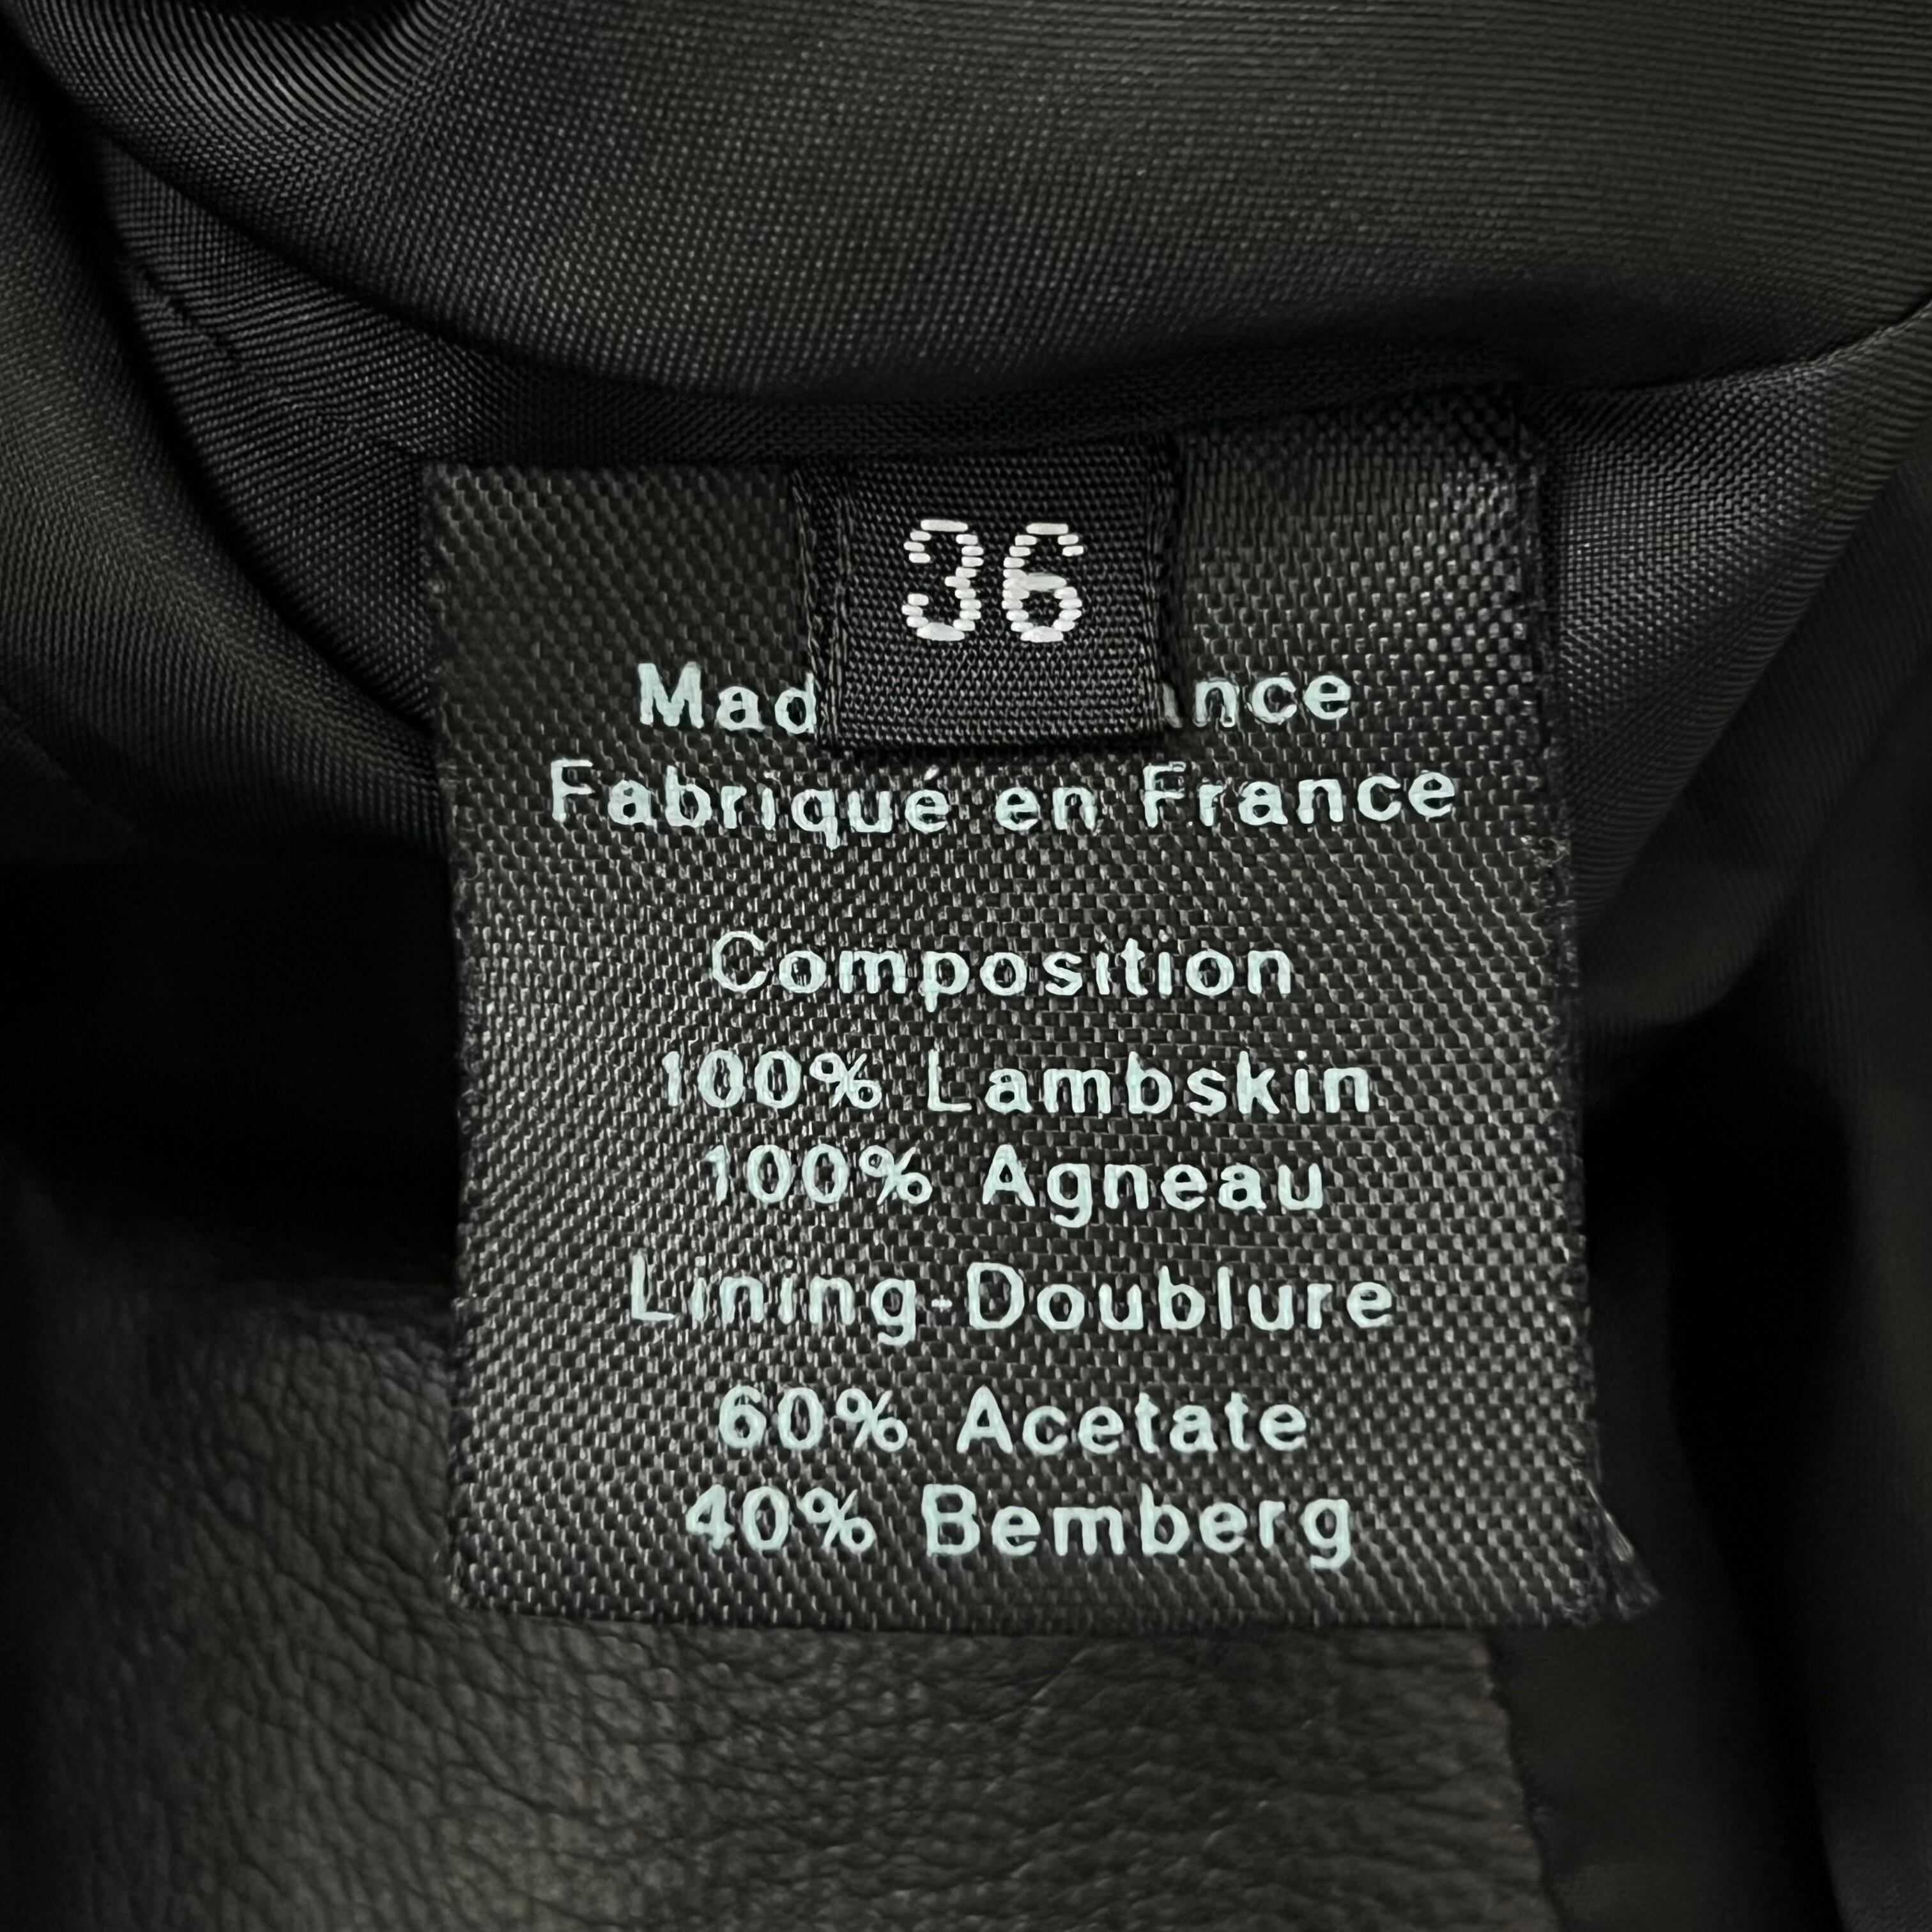 36
Mad nce
Fabriqué en France
Composition
100% Lambskin
100% Agneau
Lining-Doublure
60% Acetate
40% Bemberg